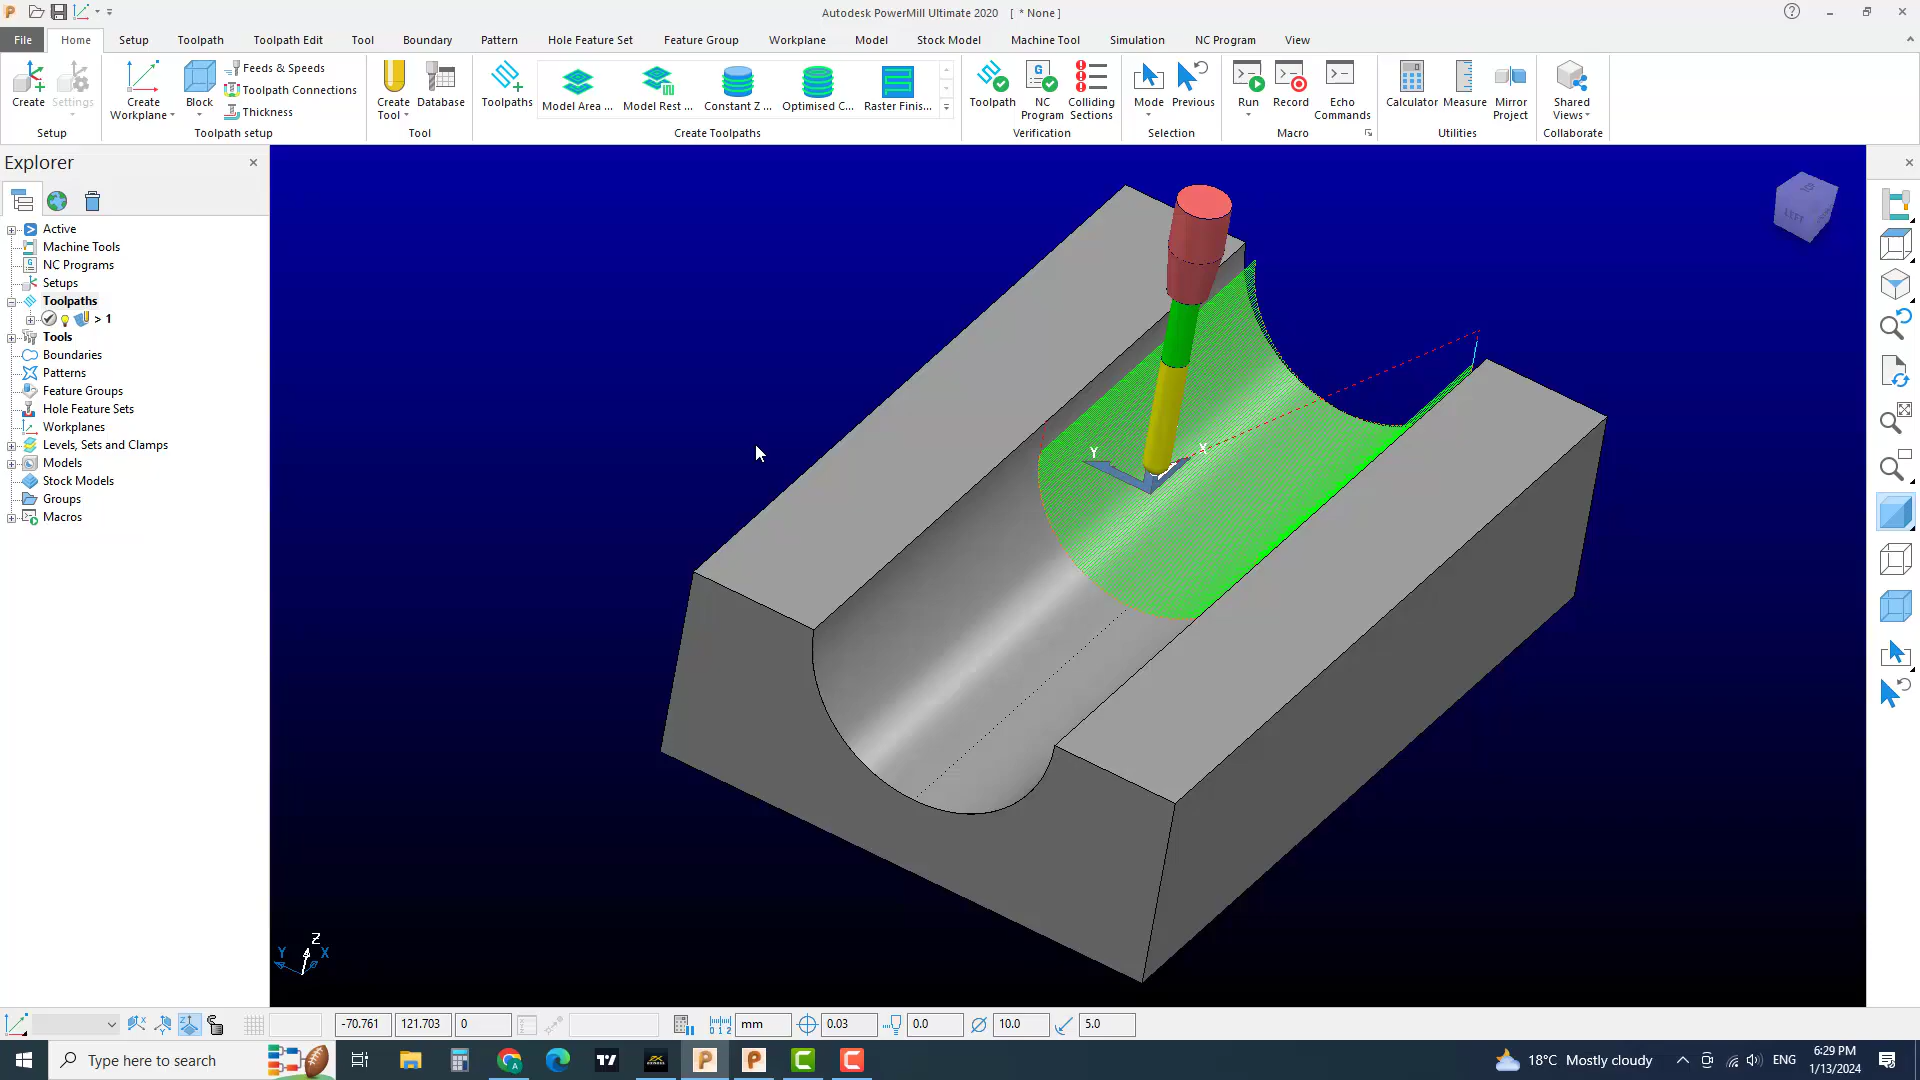 Autodesk PowerMill Ultimate 2020 [ * None ]
File Home Setup Toolpath Toolpath Edit Tool Boundary Pattern Hole Feature Set Feature Group Workplane Model Stock Model Machine Tool Simulation NC Program View
Create
Settings
Setup
Create Workplane
Block
Feeds & Speeds
Toolpath Connections
Thickness
Toolpath setup
Create Tool
Database
Tool
Toolpaths
Model Area ...
Model Rest ...
Constant Z ...
Optimised C...
Raster Finis...
Create Toolpaths
Toolpath
NC Program
Colliding Sections
Verification
Mode
Previous
Selection
Run
Record
Echo Commands
Macro
Calculator
Measure
Mirror Project
Utilities
Shared Views
Collaborate
Explorer
Active
Machine Tools
NC Programs
Setups
Toolpaths
> 1
Tools
Boundaries
Patterns
Feature Groups
Hole Feature Sets
Workplanes
Levels, Sets and Clamps
Models
Stock Models
Groups
Macros
Y X
LEFT
Z
Y X
-70.761 121.703 0 mm 0.03 0.0 10.0 5.0
Type here to search
18°C Mostly cloudy
ENG
6:29 PM
1/13/2024